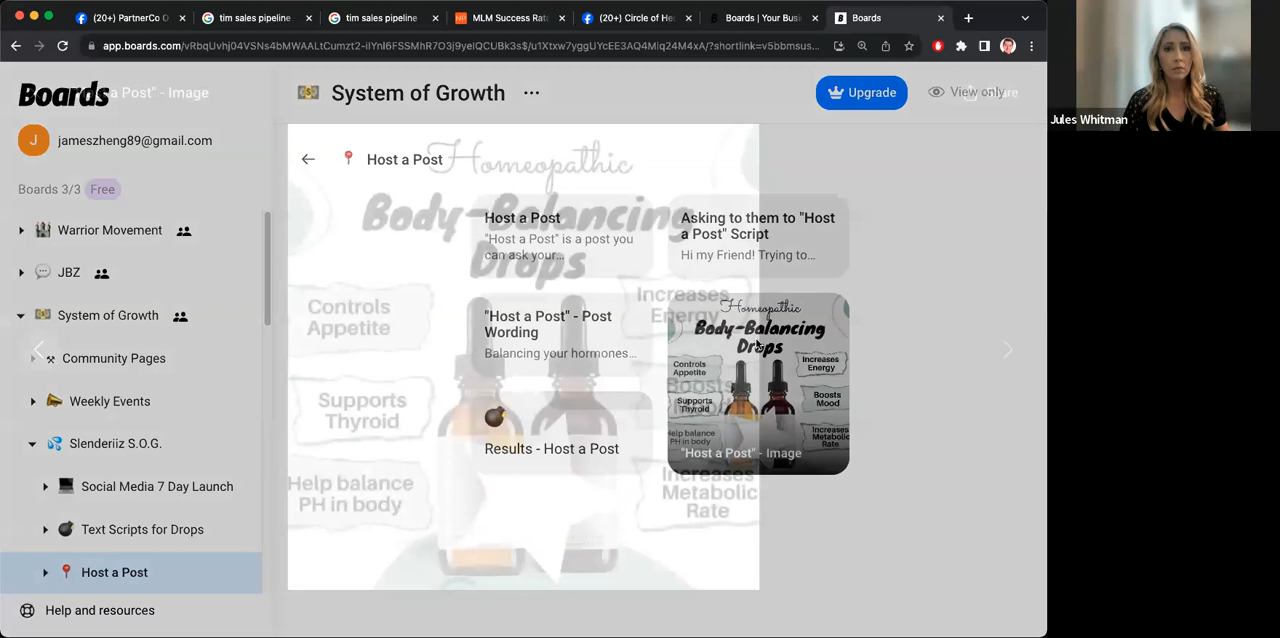 (20+) PartnerCo O
tim sales pipeline
tim sales pipeline
MLM Success Rat
(20+) Circle of He
Boards | Your Busi
Boards
app.boards.com/vRbqUvhj04VSNs4bMWAALtCumzt2-iIYnI6FSSMhR7O3j9yeIQCUBk3s$/u1Xtxw7yggUYcEE3AQ4Miq24M4xA/?shortlink=v5bbmsus...
Boards
a Post" - Image
System of Growth
...
Upgrade
View only
Share
Jules Whitman
J
jameszheng89@gmail.com
Boards 3/3
Free
Warrior Movement
JBZ
System of Growth
Community Pages
Weekly Events
Slenderiiz S.O.G.
Social Media 7 Day Launch
Text Scripts for Drops
Host a Post
Help and resources
Host a Post
Homeopathic
Body-Balancing
Drops
Controls
Appetite
Supports
Thyroid
Help balance
PH in body
Increases
Energy
Boosts
Increases
Metabolic
Rate
Host a Post
"Host a Post" is a post you
can ask your...
Asking to them to "Host
a Post" Script
Hi my Friend! Trying to...
"Host a Post" - Post
Wording
Balancing your hormones...
Results - Host a Post
Homeopathic
Body-Balancing
Drops
Controls
Appetite
Supports
Thyroid
Help balance
PH in body
Increases
Energy
Boosts
Mood
Increases
Metabolic
Rate
"Host a Post" - Image